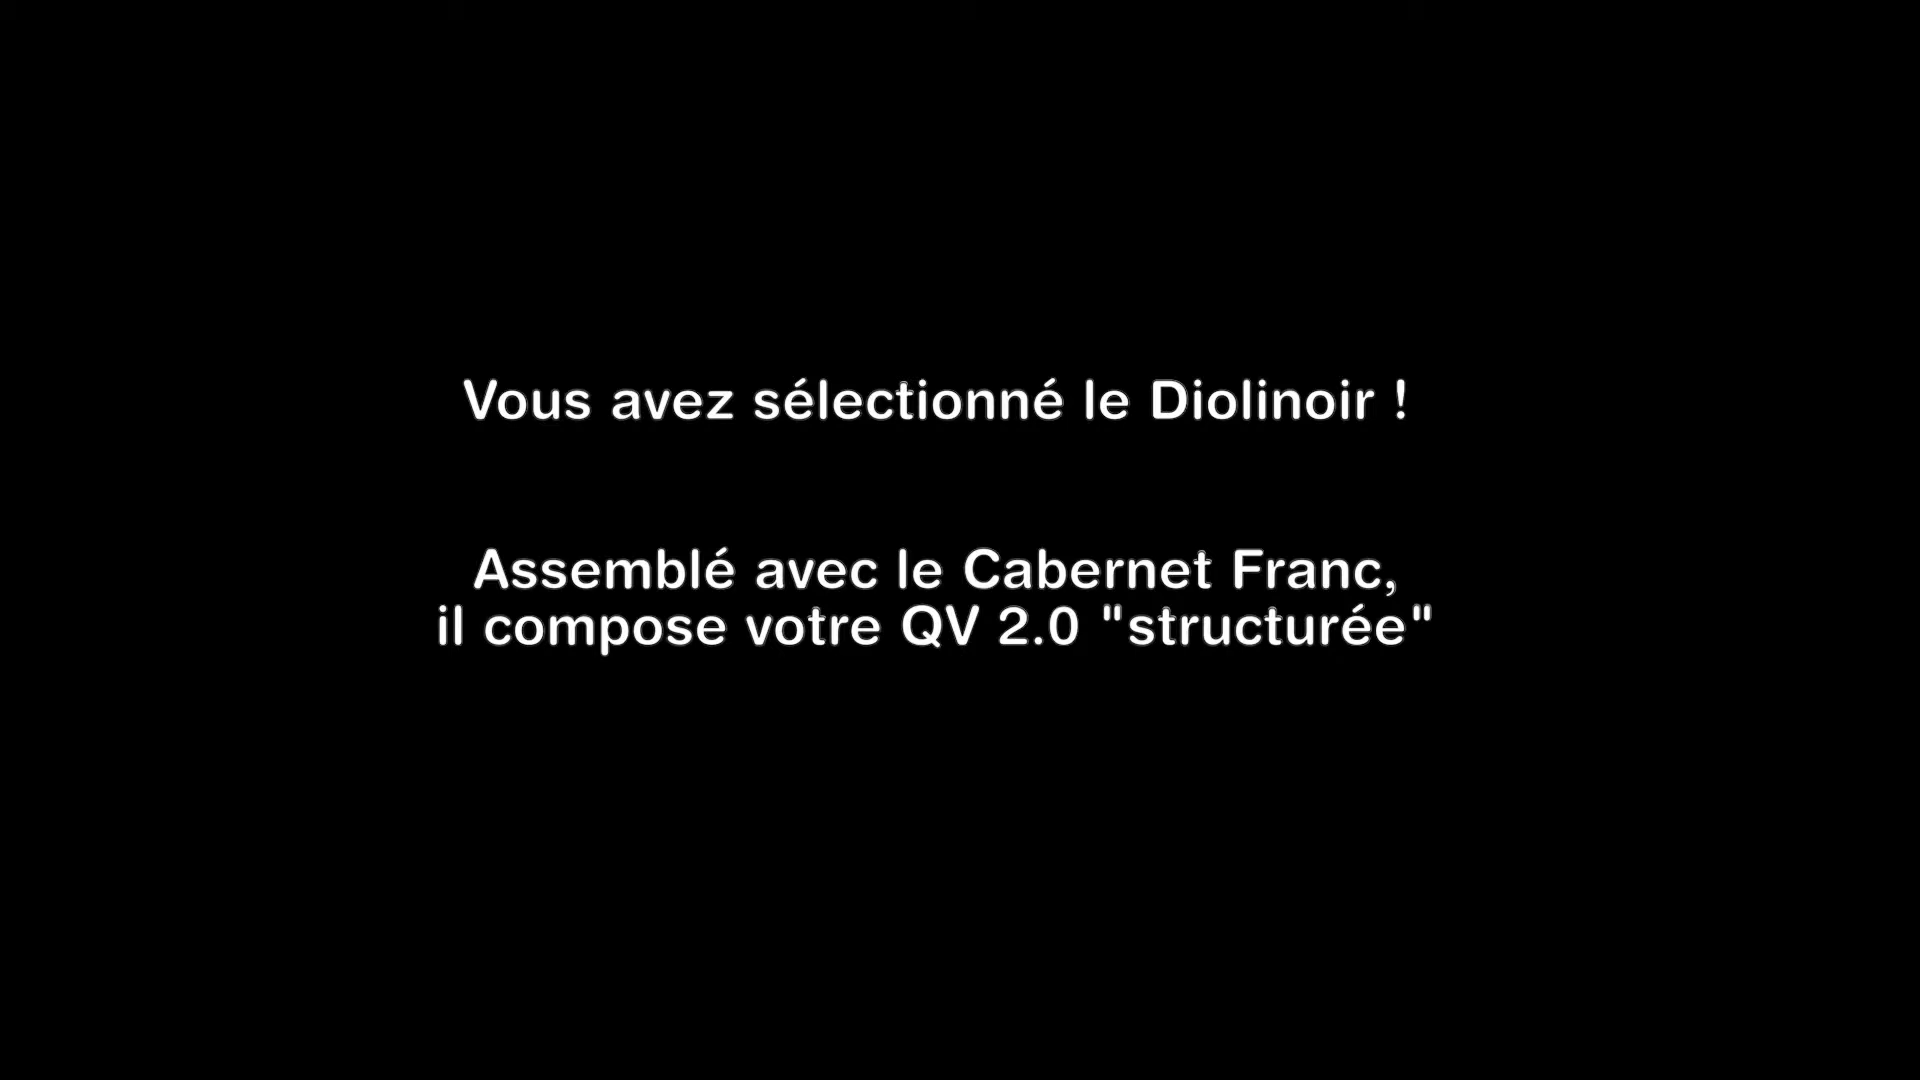 Vous avez sélectionné le Diolinoir !
Assemblé avec le Cabernet Franc,
il compose votre QV 2.0 "structurée"